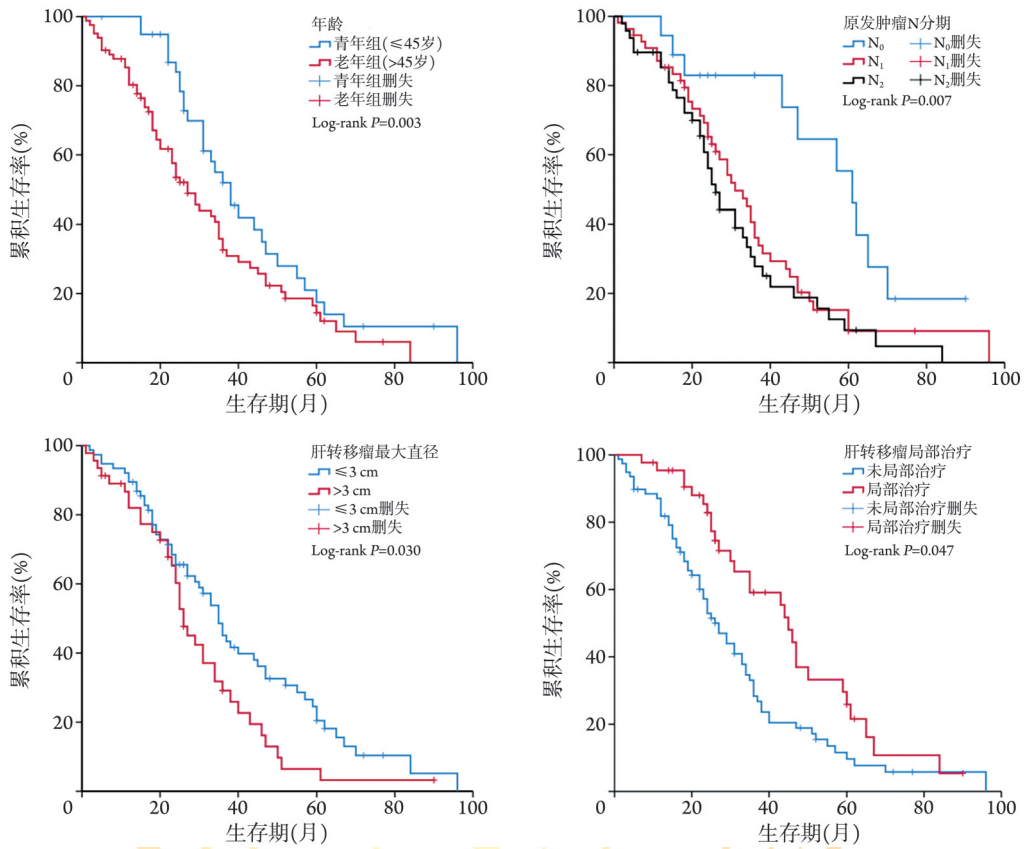 年龄
青年组(≤45岁)
老年组(>45岁)
青年组删失
老年组删失
Log-rank P=0.003
累积生存率(%)
100
80
60
40
20
0
20
40
60
80
100
生存期(月)
原发肿瘤N分期
N₀ N₀删失
N₁ N₁删失
N₂ N₂删失
Log-rank P=0.007
累积生存率(%)
100
80
60
40
20
0
20
40
60
80
100
生存期(月)
肝转移瘤最大直径
≤3 cm
>3 cm
≤3 cm删失
>3 cm删失
Log-rank P=0.030
累积生存率(%)
100
80
60
40
20
0
20
40
60
80
100
生存期(月)
肝转移瘤局部治疗
未局部治疗
局部治疗
未局部治疗删失
局部治疗删失
Log-rank P=0.047
累积生存率(%)
100
80
60
40
20
0
20
40
60
80
100
生存期(月)